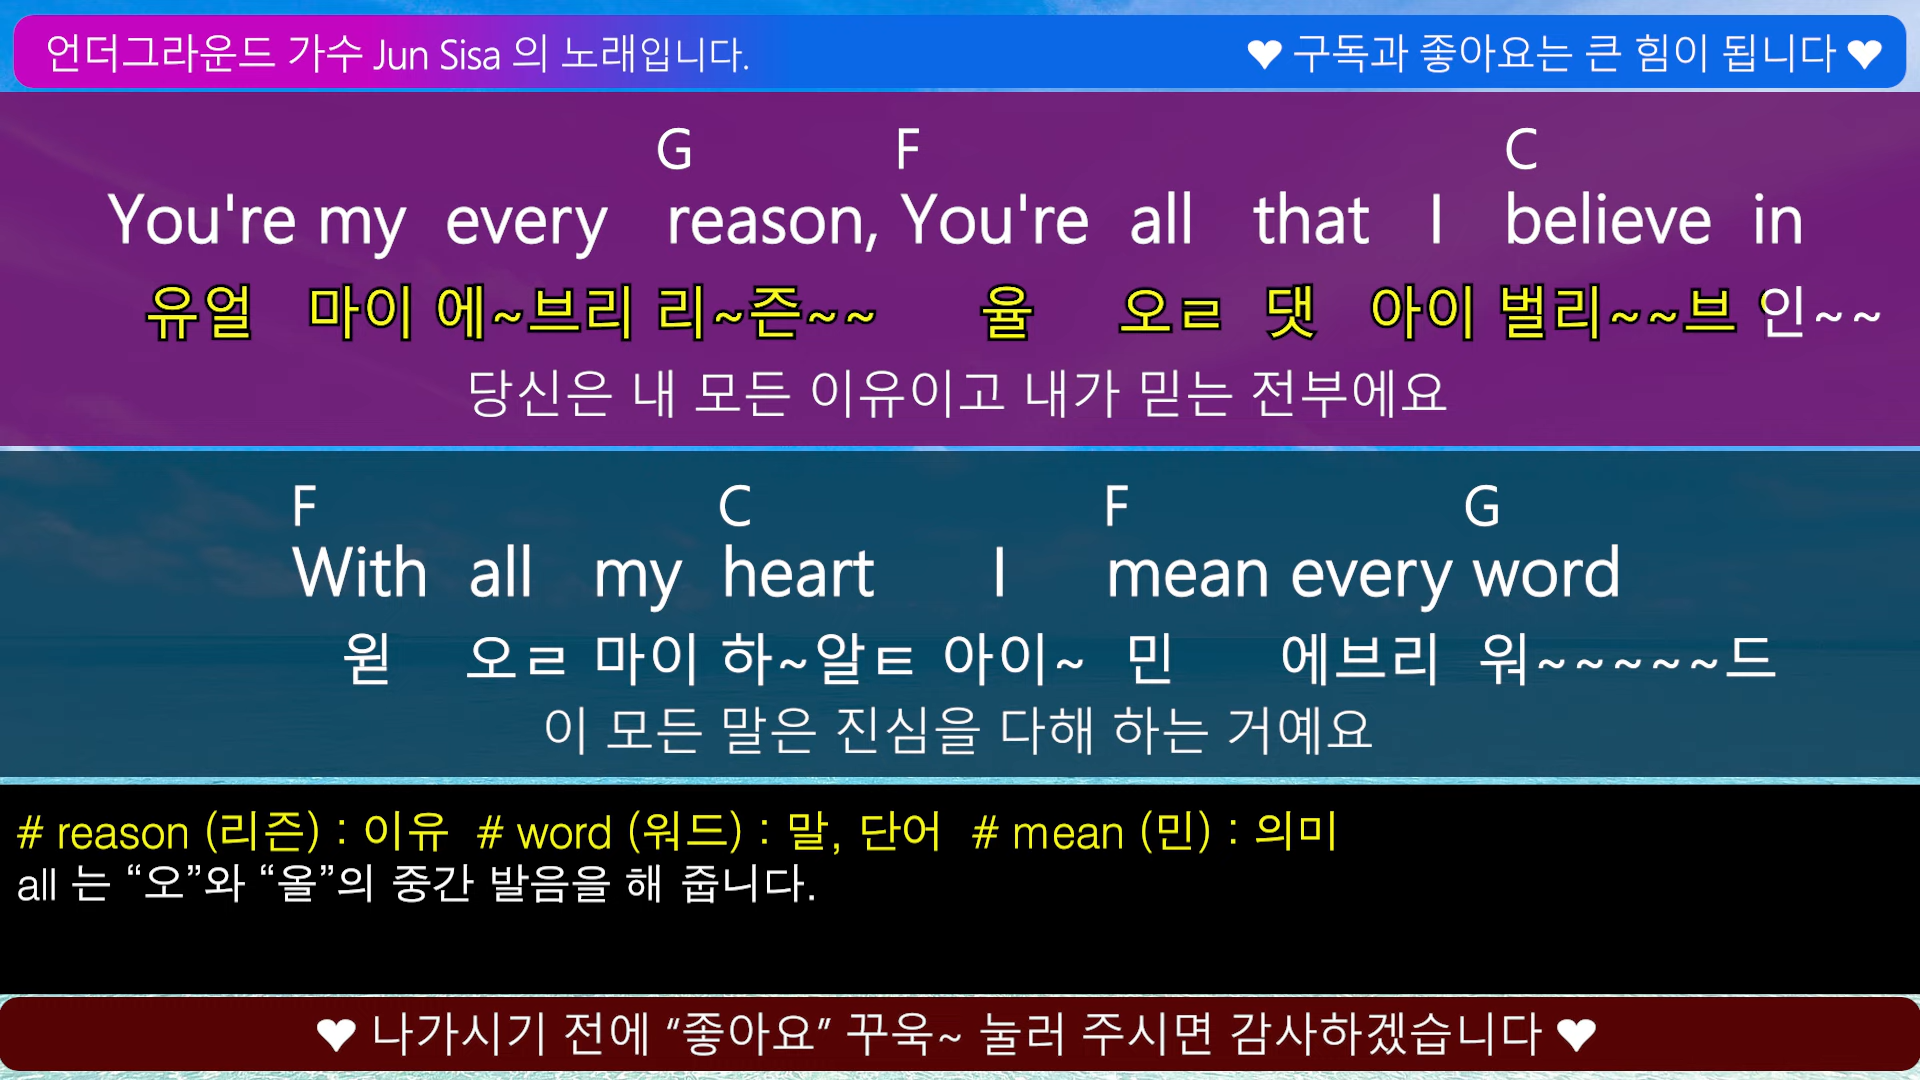 언더그라운드 가수 Jun Sisa 의 노래입니다.
♥ 구독과 좋아요는 큰 힘이 됩니다 ♥
G F C
You're my every reason, You're all that I believe in
유얼 마이 에~브리 리~즌~~ 율 오ㄹ 댓 아이 벌리~~브 인~~
당신은 내 모든 이유이고 내가 믿는 전부에요
F C F G
With all my heart I mean every word
윋 오ㄹ 마이 하~알ㅌ 아이~ 민 에브리 워~~~~~드
이 모든 말은 진심을 다해 하는 거예요
# reason (리즌) : 이유 # word (워드) : 말, 단어 # mean (민) : 의미
all 는 “오”와 “올”의 중간 발음을 해 줍니다.
♥ 나가시기 전에 “좋아요” 꾸욱~ 눌러 주시면 감사하겠습니다 ♥